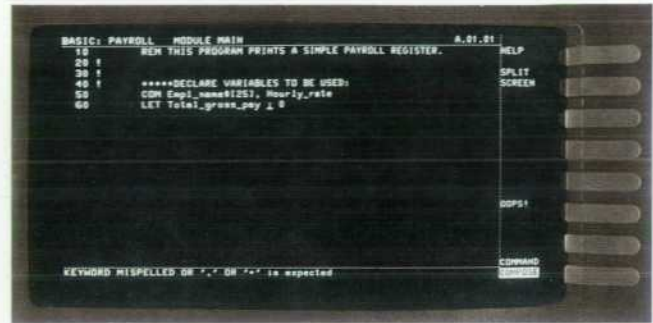 BASIC: PAYROLL MODULE MAIN A.01.01
10 REM THIS PROGRAM PRINTS A SIMPLE PAYROLL REGISTER. HELP
20 !
30 ! SPLIT
40 ! *****DECLARE VARIABLES TO BE USED: SCREEN
50 COM Empl_name$[25], Hourly_rate
60 LET Total_gross_pay 8
OOPS!
COMMAND
KEYWORD MISPELLED OR "." OR "=" is expected COMPOSE